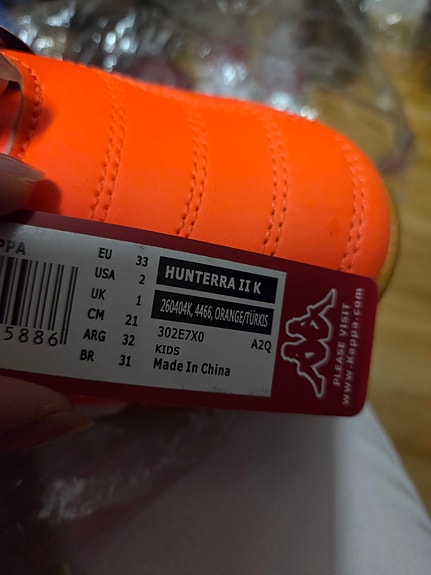 PPA
5886
EU 33
USA 2
UK 1
CM 21
ARG 32
BR 31
HUNTERRA II K
260404K, 4466, ORANGE/TÜRKIS
302E7X0 A2Q
KIDS
Made In China
PLEASE VISIT
www.kappa.com